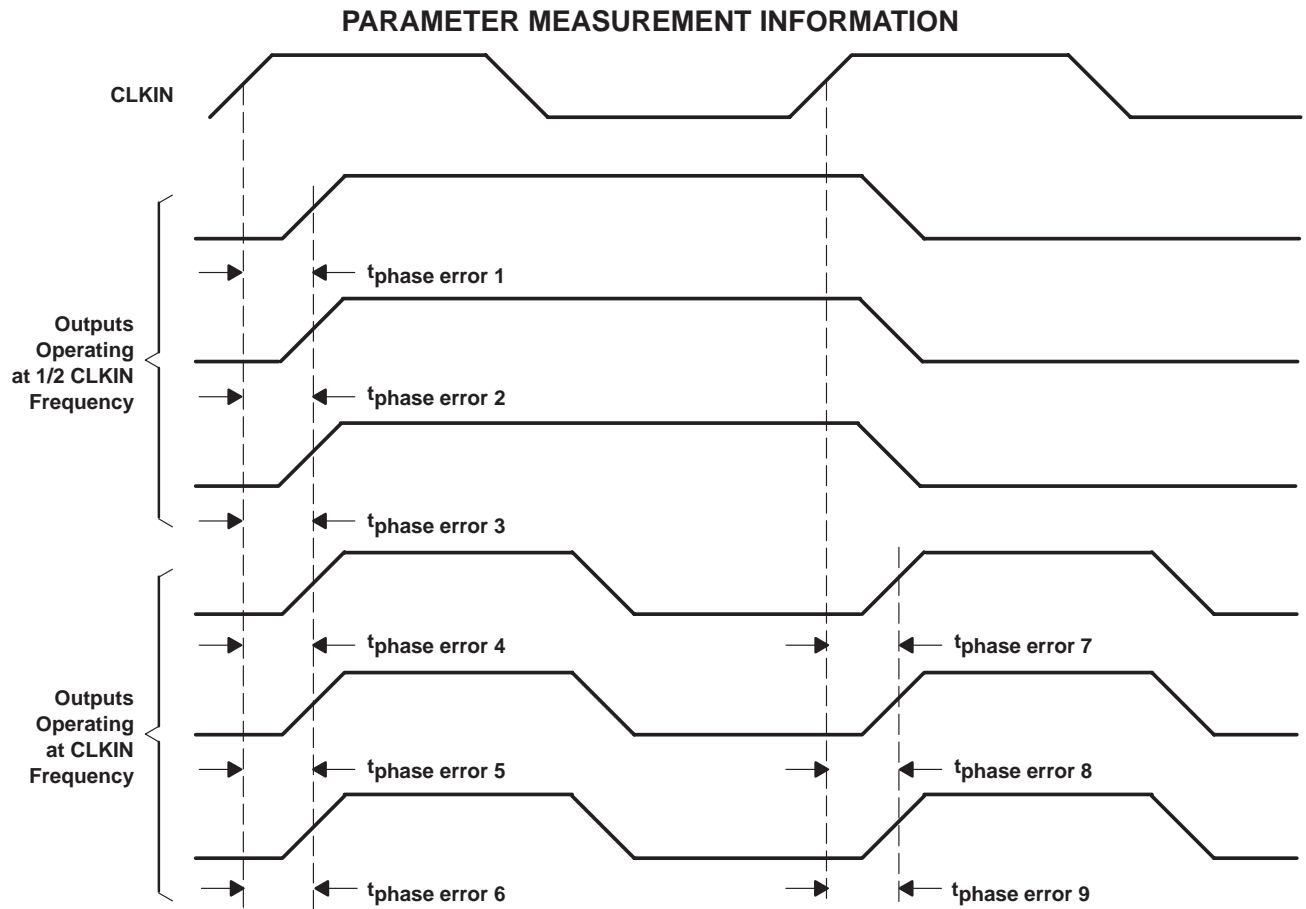 PARAMETER MEASUREMENT INFORMATION
CLKIN
Outputs
Operating
at 1/2 CLKIN
Frequency
tphase error 1
tphase error 2
tphase error 3
Outputs
Operating
at CLKIN
Frequency
tphase error 4
tphase error 7
tphase error 5
tphase error 8
tphase error 6
tphase error 9